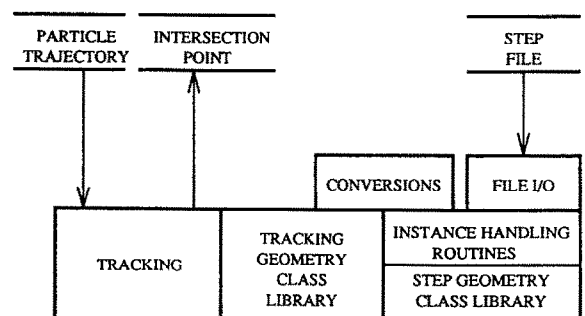 PARTICLE
TRAJECTORY
INTERSECTION
POINT
STEP
FILE
CONVERSIONS
FILE I/O
TRACKING
TRACKING
GEOMETRY
CLASS
LIBRARY
INSTANCE HANDLING
ROUTINES
STEP GEOMETRY
CLASS LIBRARY